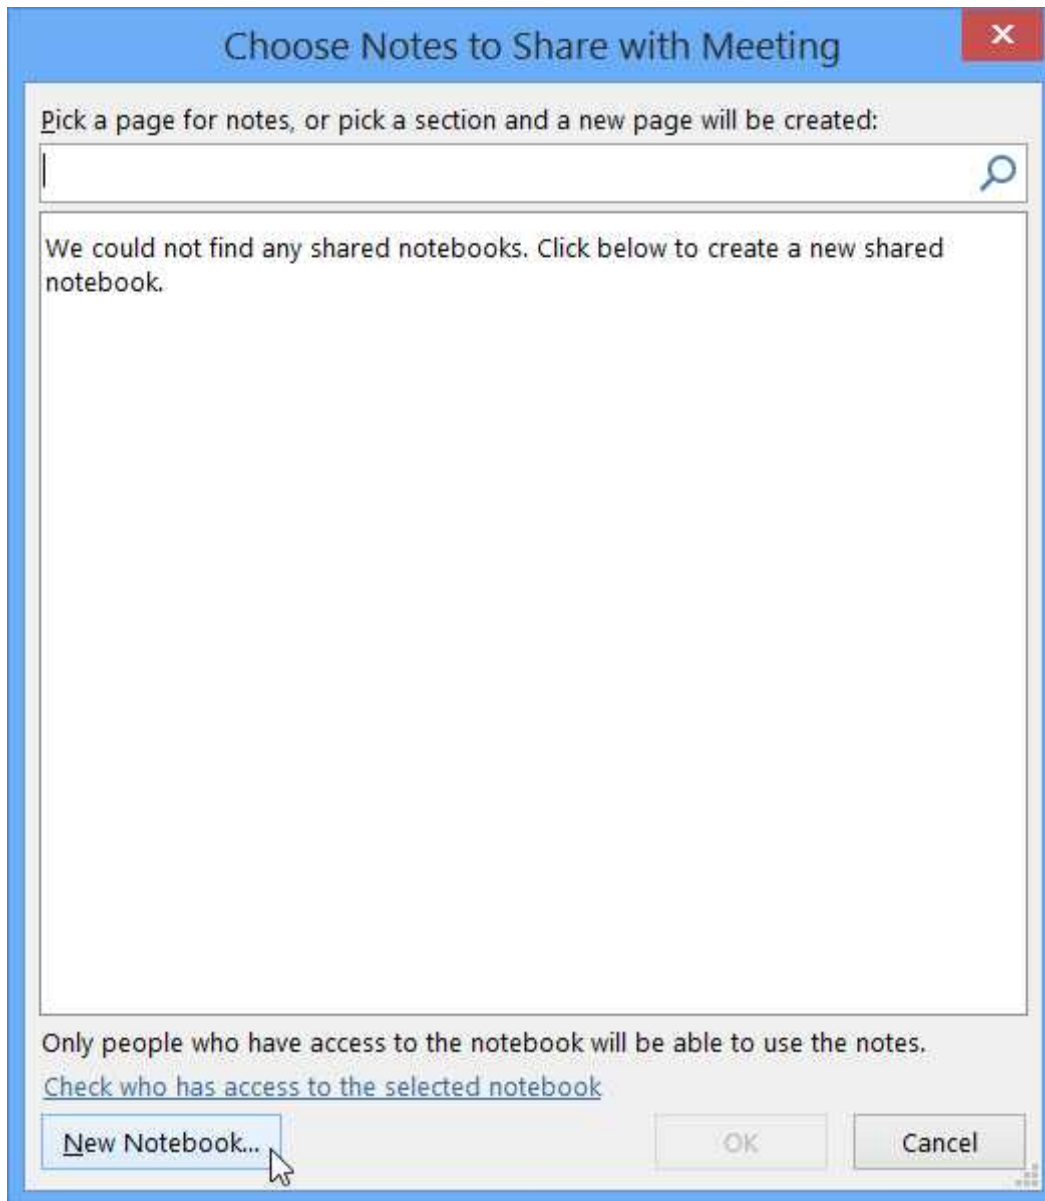 Choose Notes to Share with Meeting
Pick a page for notes, or pick a section and a new page will be created:
We could not find any shared notebooks. Click below to create a new shared
notebook.
Only people who have access to the notebook will be able to use the notes.
Check who has access to the selected notebook
New Notebook... OK Cancel